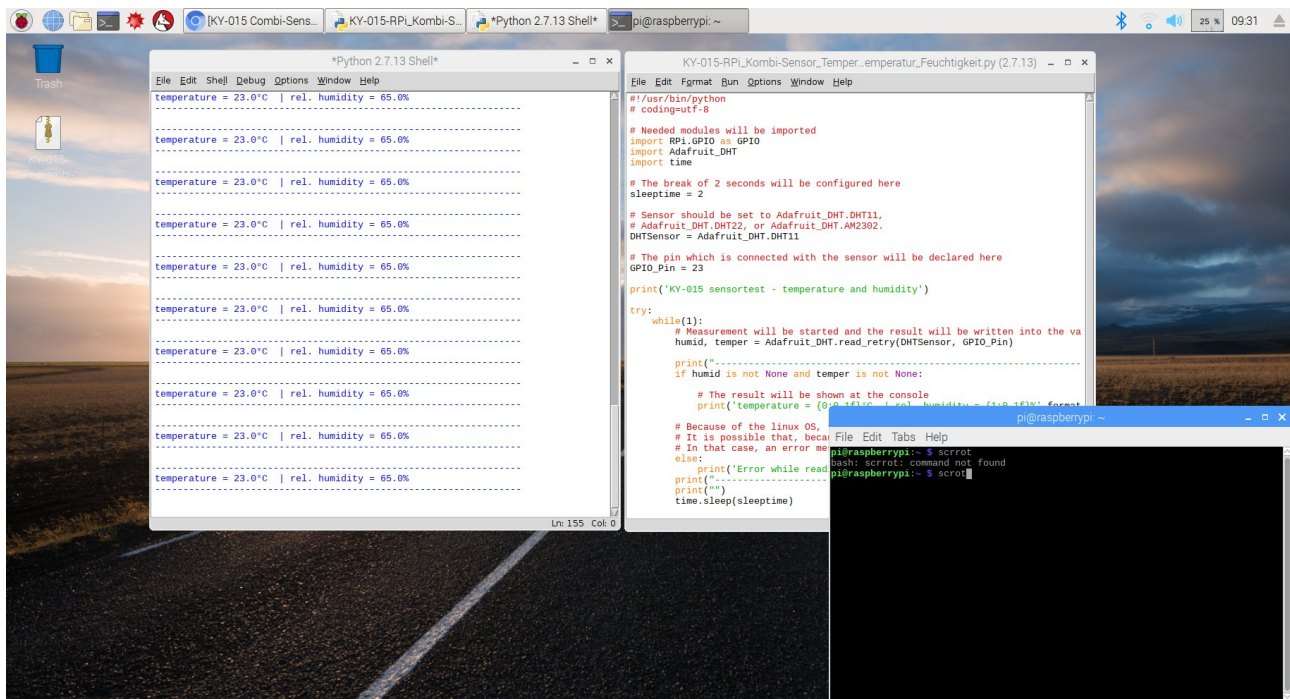 [KY-015 Combi-Sens... KY-015-RPi_Kombi-S... *Python 2.7.13 Shell* pi@raspberrypi: ~ 25 % 09:31
Trash
KY-015-
*Python 2.7.13 Shell*
File Edit Shell Debug Options Window Help
temperature = 23.0°C | rel. humidity = 65.0%
--------------------------------------------------------------
--------------------------------------------------------------
temperature = 23.0°C | rel. humidity = 65.0%
--------------------------------------------------------------
--------------------------------------------------------------
temperature = 23.0°C | rel. humidity = 65.0%
--------------------------------------------------------------
--------------------------------------------------------------
temperature = 23.0°C | rel. humidity = 65.0%
--------------------------------------------------------------
--------------------------------------------------------------
temperature = 23.0°C | rel. humidity = 65.0%
--------------------------------------------------------------
--------------------------------------------------------------
temperature = 23.0°C | rel. humidity = 65.0%
--------------------------------------------------------------
--------------------------------------------------------------
temperature = 23.0°C | rel. humidity = 65.0%
--------------------------------------------------------------
--------------------------------------------------------------
temperature = 23.0°C | rel. humidity = 65.0%
--------------------------------------------------------------
--------------------------------------------------------------
temperature = 23.0°C | rel. humidity = 65.0%
--------------------------------------------------------------
--------------------------------------------------------------
temperature = 23.0°C | rel. humidity = 65.0%
--------------------------------------------------------------
Ln: 155 Col: 0
KY-015-RPi_Kombi-Sensor_Temper...emperatur_Feuchtigkeit.py (2.7.13)
File Edit Format Run Options Window Help
#!/usr/bin/python
# coding=utf-8
# Needed modules will be imported
import RPi.GPIO as GPIO
import Adafruit_DHT
import time
# The break of 2 seconds will be configured here
sleeptime = 2
# Sensor should be set to Adafruit_DHT.DHT11,
# Adafruit_DHT.DHT22, or Adafruit_DHT.AM2302.
DHTSensor = Adafruit_DHT.DHT11
# The pin which is connected with the sensor will be declared here
GPIO_Pin = 23
print('KY-015 sensortest - temperature and humidity')
try:
    while(1):
        # Measurement will be started and the result will be written into the va
        humid, temper = Adafruit_DHT.read_retry(DHTSensor, GPIO_Pin)
        print("--------------------------------------------------------------
        if humid is not None and temper is not None:
            # The result will be shown at the console
            print('temperature = {0:0.1f}°C | rel. humidity = {1:0.1f}%'.format
        # Because of the linux OS,
        # It is possible that, becau
        # In that case, an error me
        else:
            print('Error while read
        print("-------------------
        print("")
        time.sleep(sleeptime)
pi@raspberrypi: ~
File Edit Tabs Help
pi@raspberrypi:~ $ scrrot
bash: scrrot: command not found
pi@raspberrypi:~ $ scrot